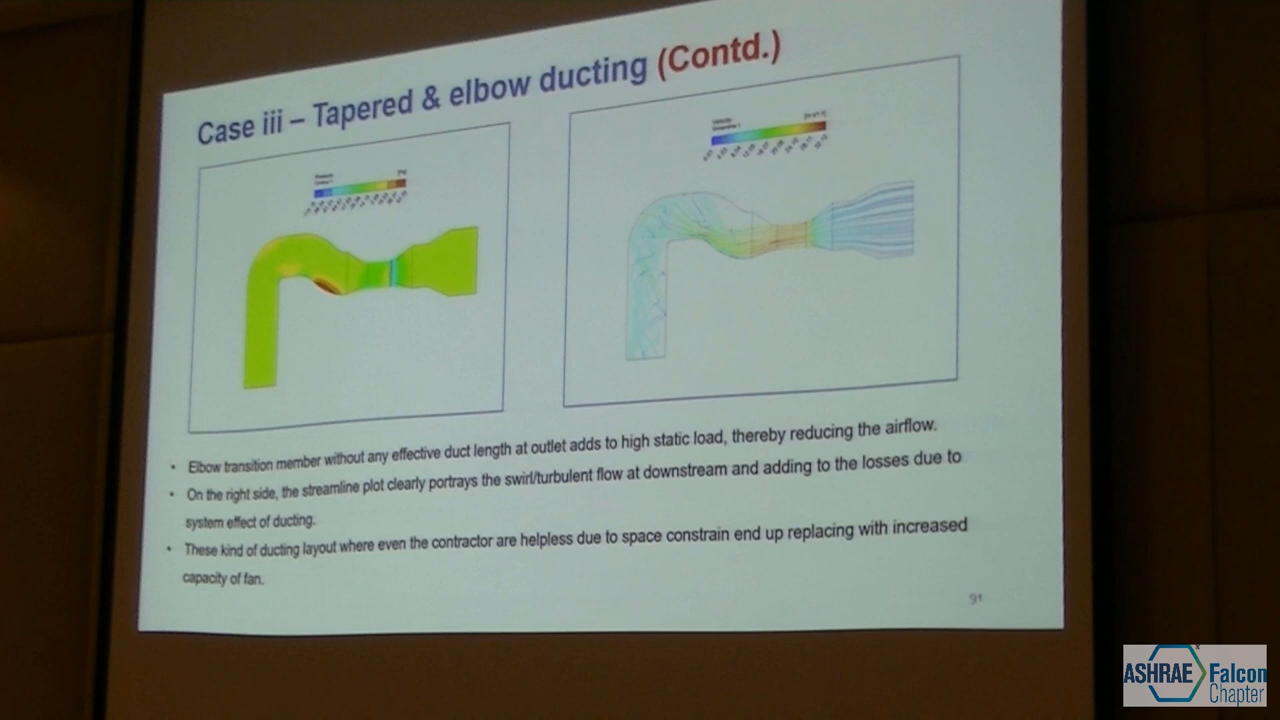 Case iii – Tapered & elbow ducting (Contd.)
Velocity
• Elbow transition member without any effective duct length at outlet adds to high static load, thereby reducing the airflow.
• On the right side, the streamline plot clearly portrays the swirl/turbulent flow at downstream and adding to the losses due to
system effect of ducting.
• These kind of ducting layout where even the contractor are helpless due to space constrain end up replacing with increased
capacity of fan.
91
ASHRAE Falcon
Chapter